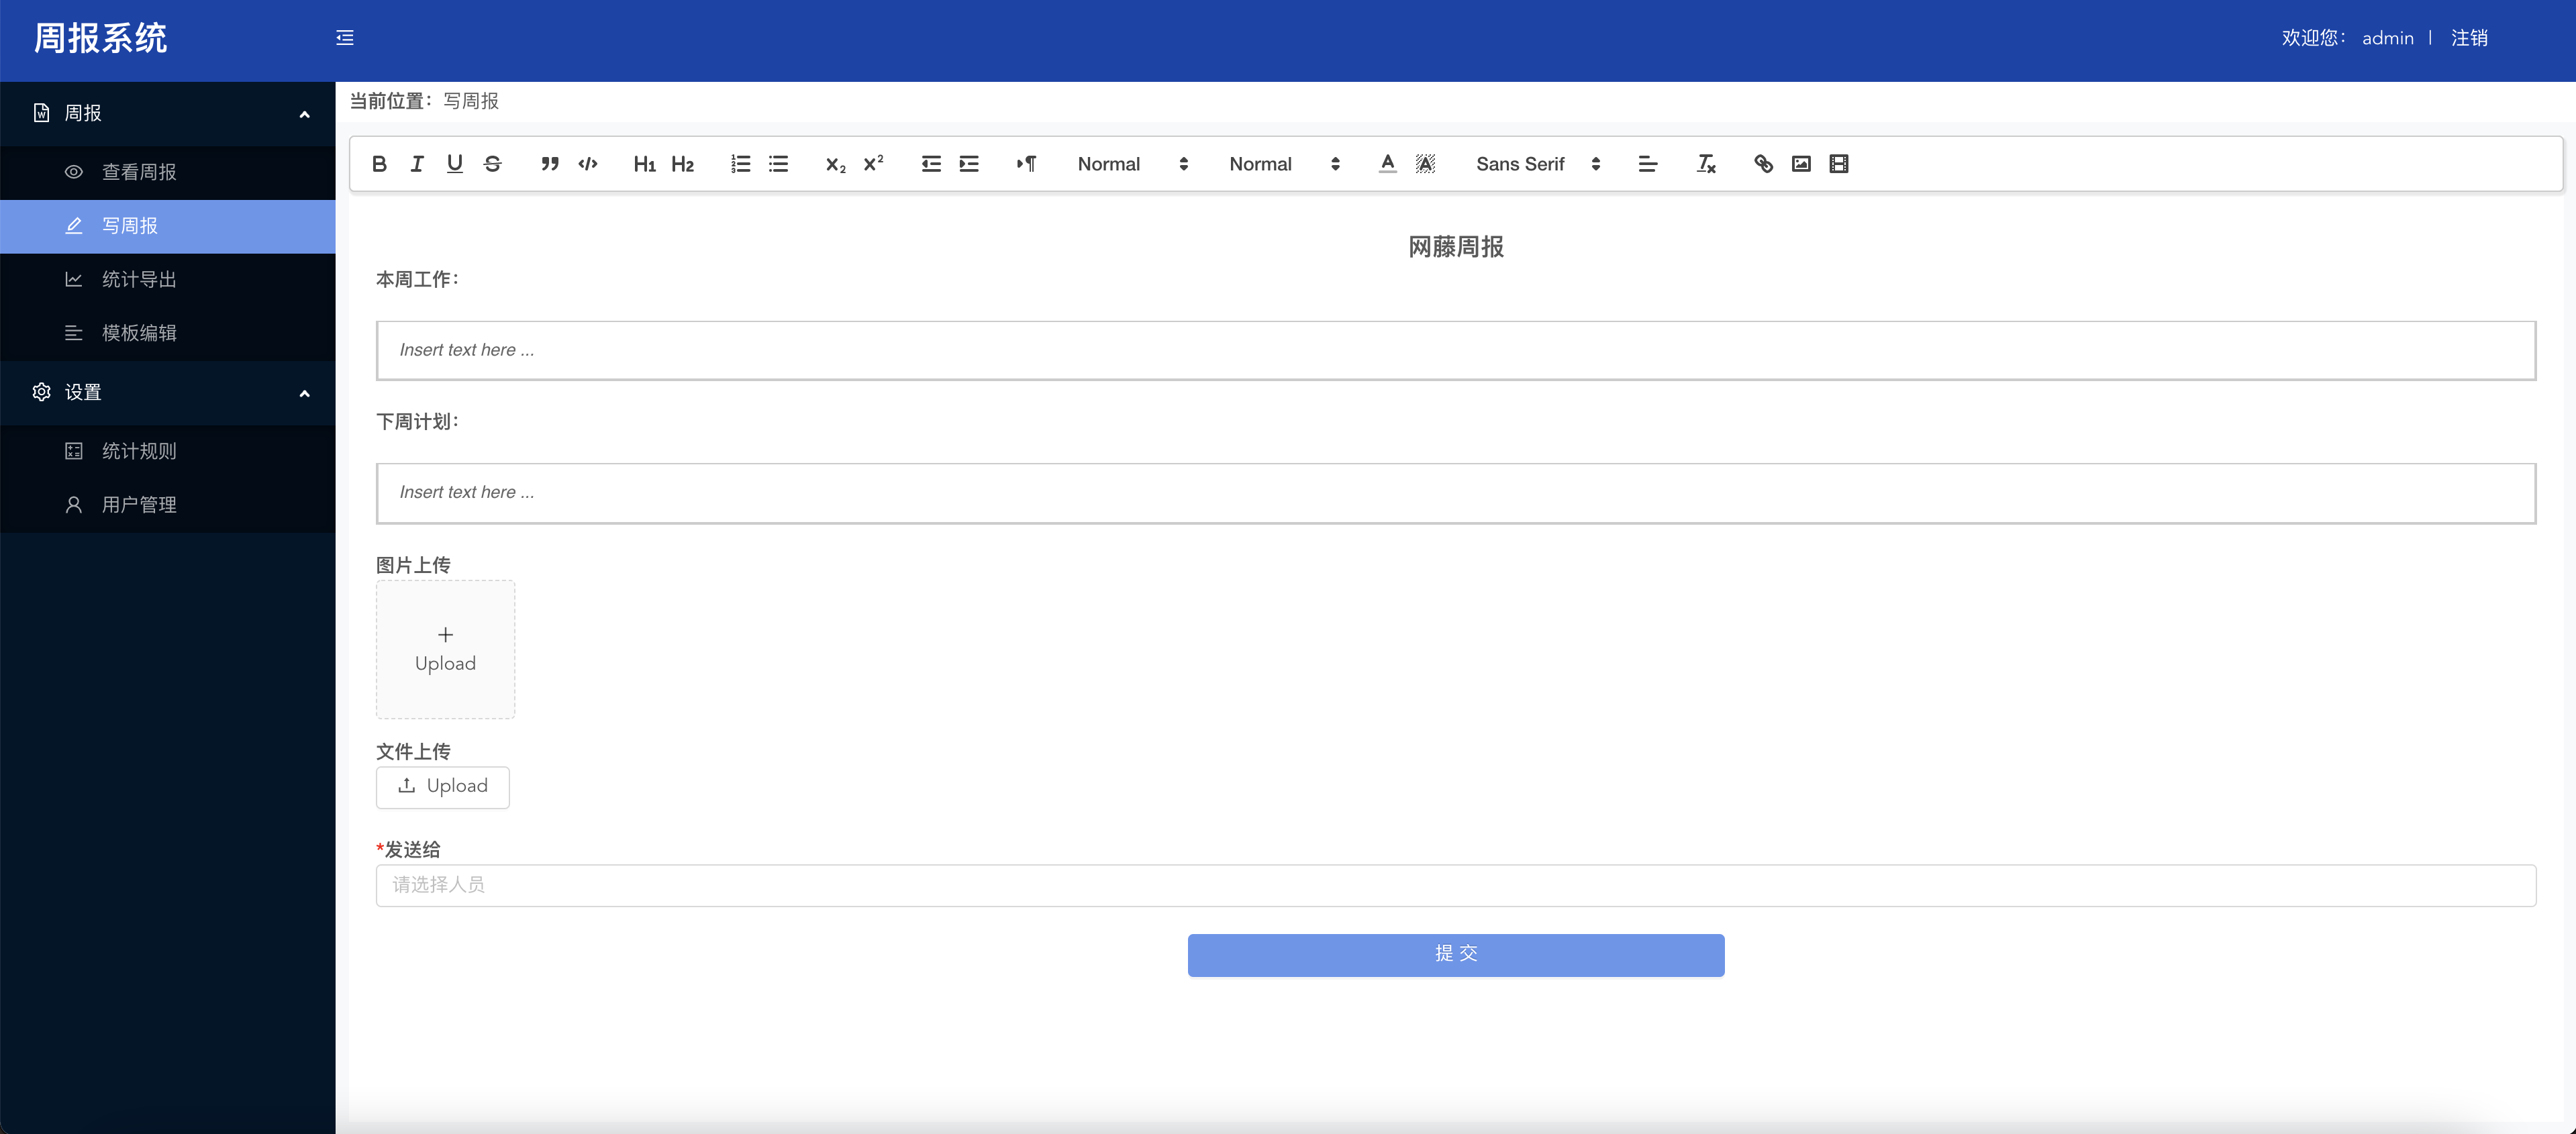 周报系统
欢迎您： admin | 注销
周报
查看周报
写周报
统计导出
模板编辑
设置
统计规则
用户管理
当前位置：写周报
B I U S H1 H2 X2 X2 Normal Normal A A Sans Serif Tx
网藤周报
本周工作：
Insert text here ...
下周计划：
Insert text here ...
图片上传
Upload
文件上传
Upload
*发送给
请选择人员
提交